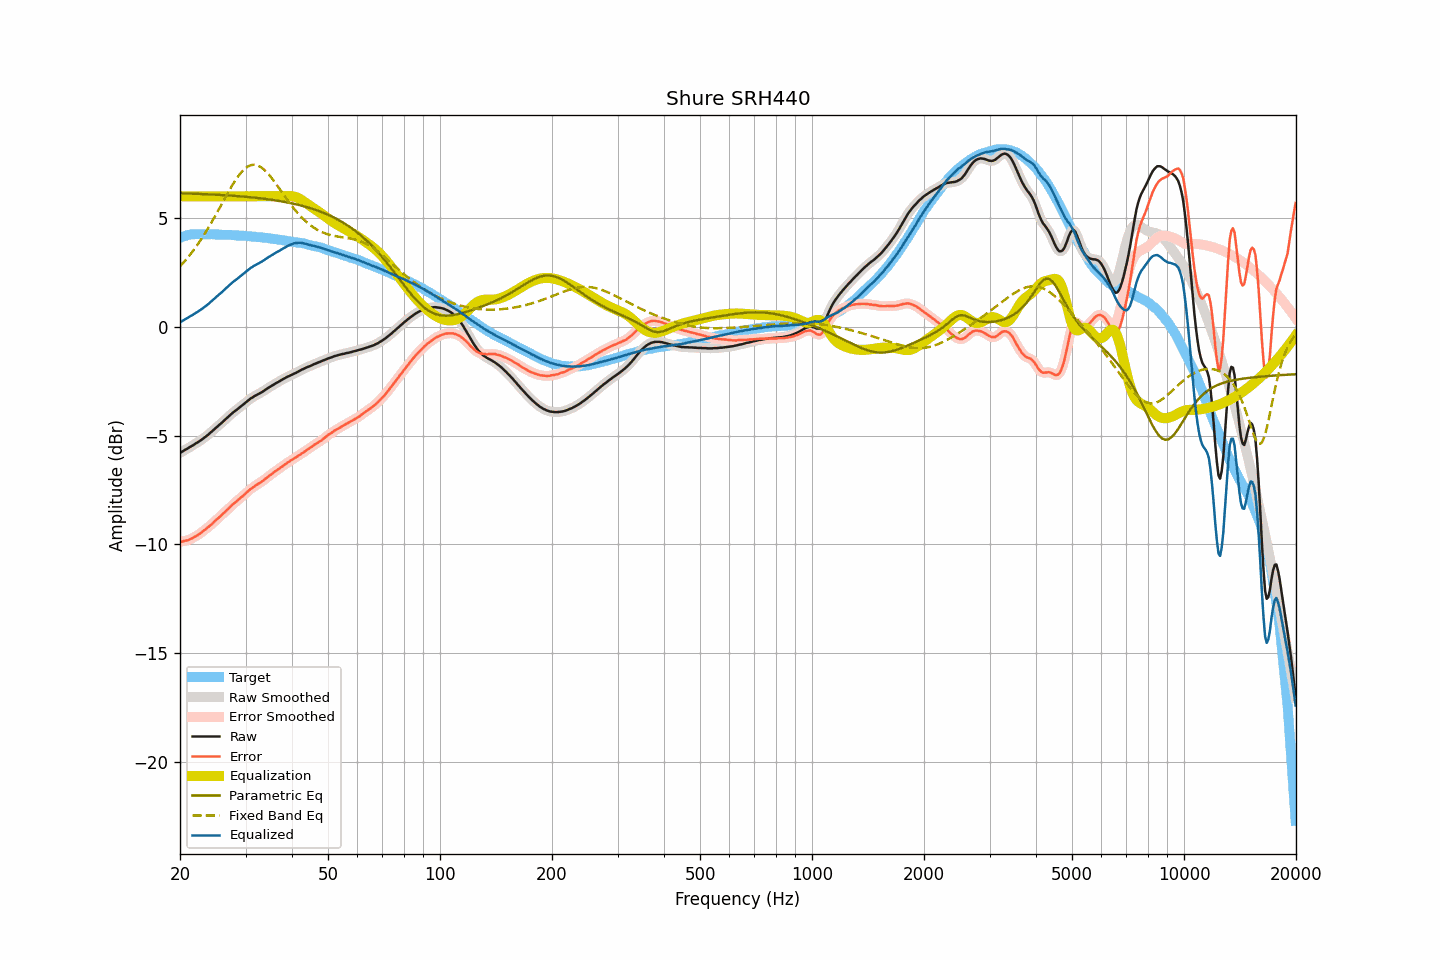 Shure SRH440
Amplitude (dBr)
5
0
−5
−10
−15
−20
Target
Raw Smoothed
Error Smoothed
Raw
Error
Equalization
Parametric Eq
Fixed Band Eq
Equalized
20 50 100 200 500 1000 2000 5000 10000 20000
Frequency (Hz)